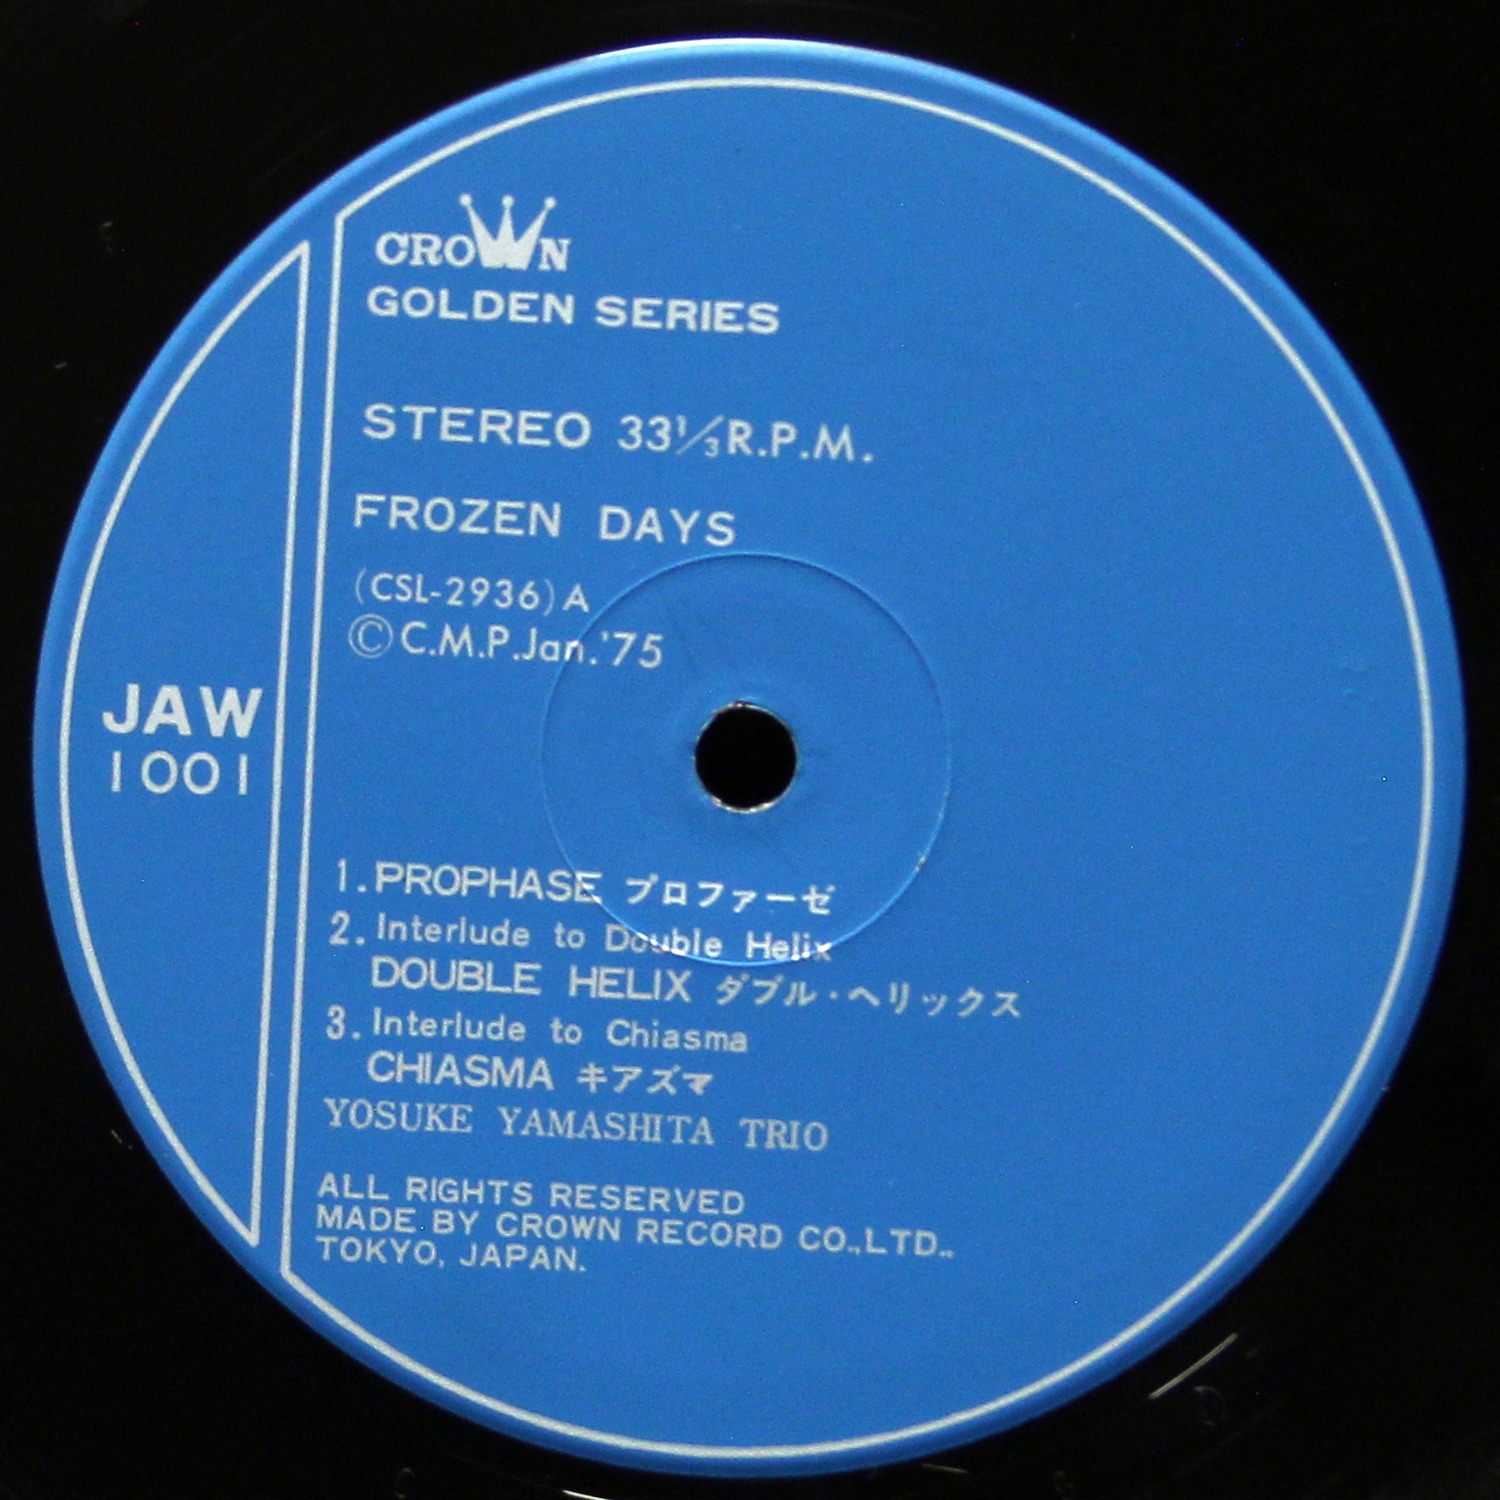 CROWN
GOLDEN SERIES
STEREO 33⅓R.P.M.
FROZEN DAYS
(CSL-2936)A
©C.M.P.Jan.'75
JAW
1001
1.PROPHASE プロファーゼ
2.Interlude to Double Helix
DOUBLE HELIX ダブル・ヘリックス
3.Interlude to Chiasma
CHIASMA キアズマ
YOSUKE YAMASHITA TRIO
ALL RIGHTS RESERVED
MADE BY CROWN RECORD CO.,LTD.,
TOKYO, JAPAN.